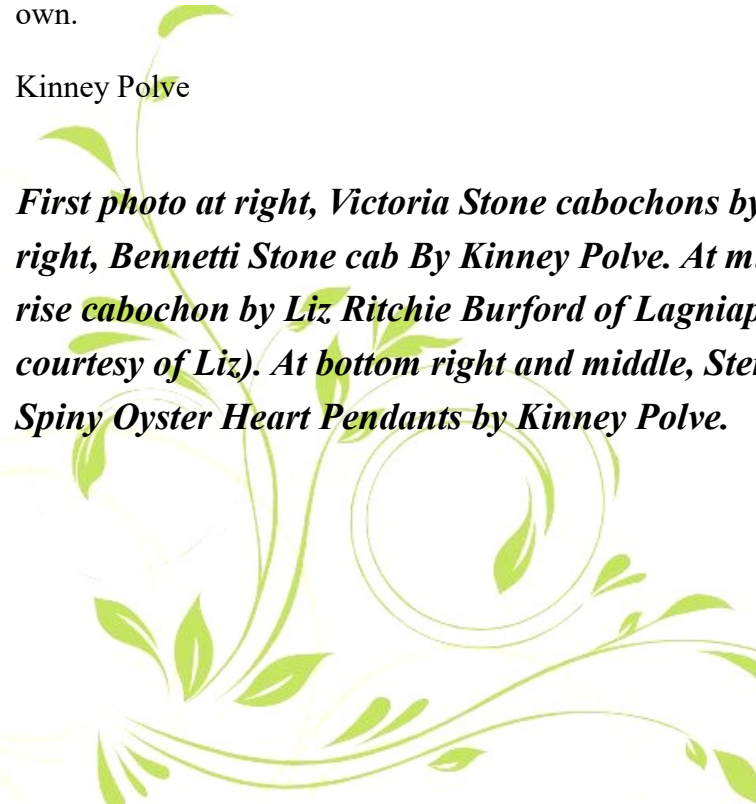 own.
Kinney Polve
First photo at right, Victoria Stone cabochons by
right, Bennetti Stone cab By Kinney Polve. At
rise cabochon by Liz Ritchie Burford of
courtesy of Liz). At bottom right and middle,
Spiny Oyster Heart Pendants by Kinney Polve.